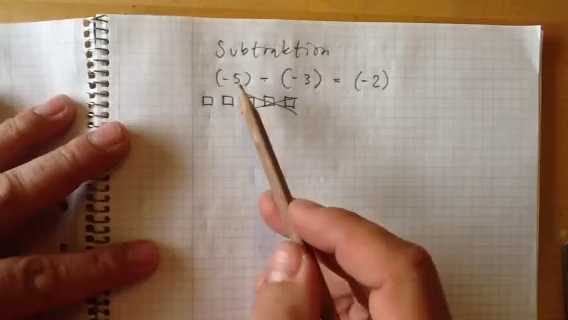 Subtraktion
(-5) - (-3) = (-2)